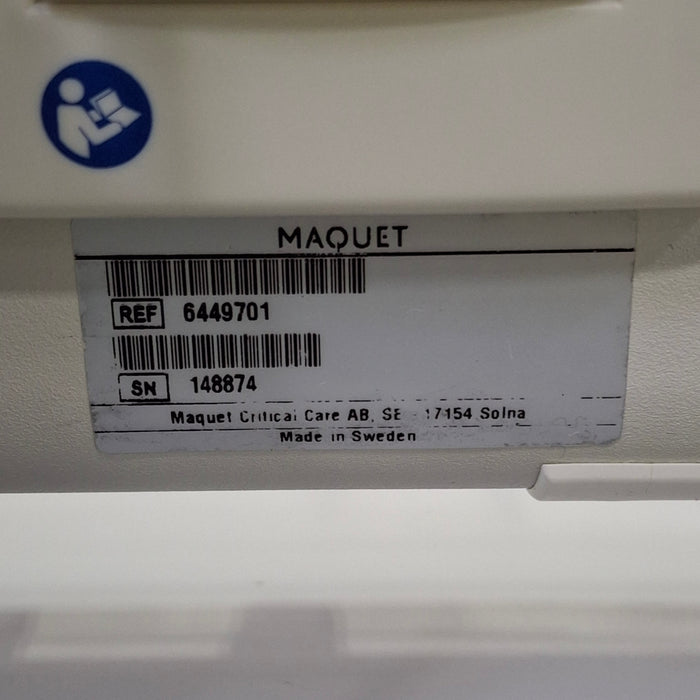 MAQUET
REF 6449701
SN 148874
Maquet Critical Care AB, SE - 17154 Solna
Made in Sweden